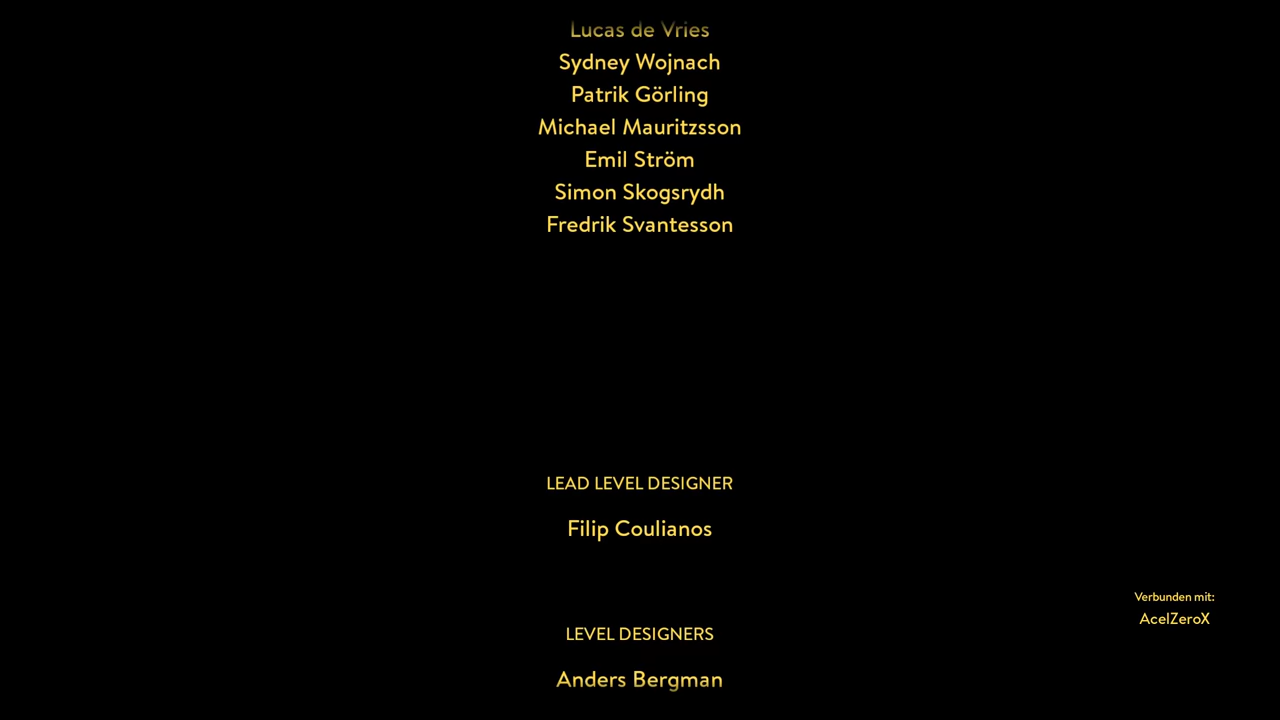 Lucas de Vries
Sydney Wojnach
Patrik Görling
Michael Mauritzsson
Emil Ström
Simon Skogsrydh
Fredrik Svantesson
LEAD LEVEL DESIGNER
Filip Coulianos
LEVEL DESIGNERS
Anders Bergman
Verbunden mit:
AcelZeroX